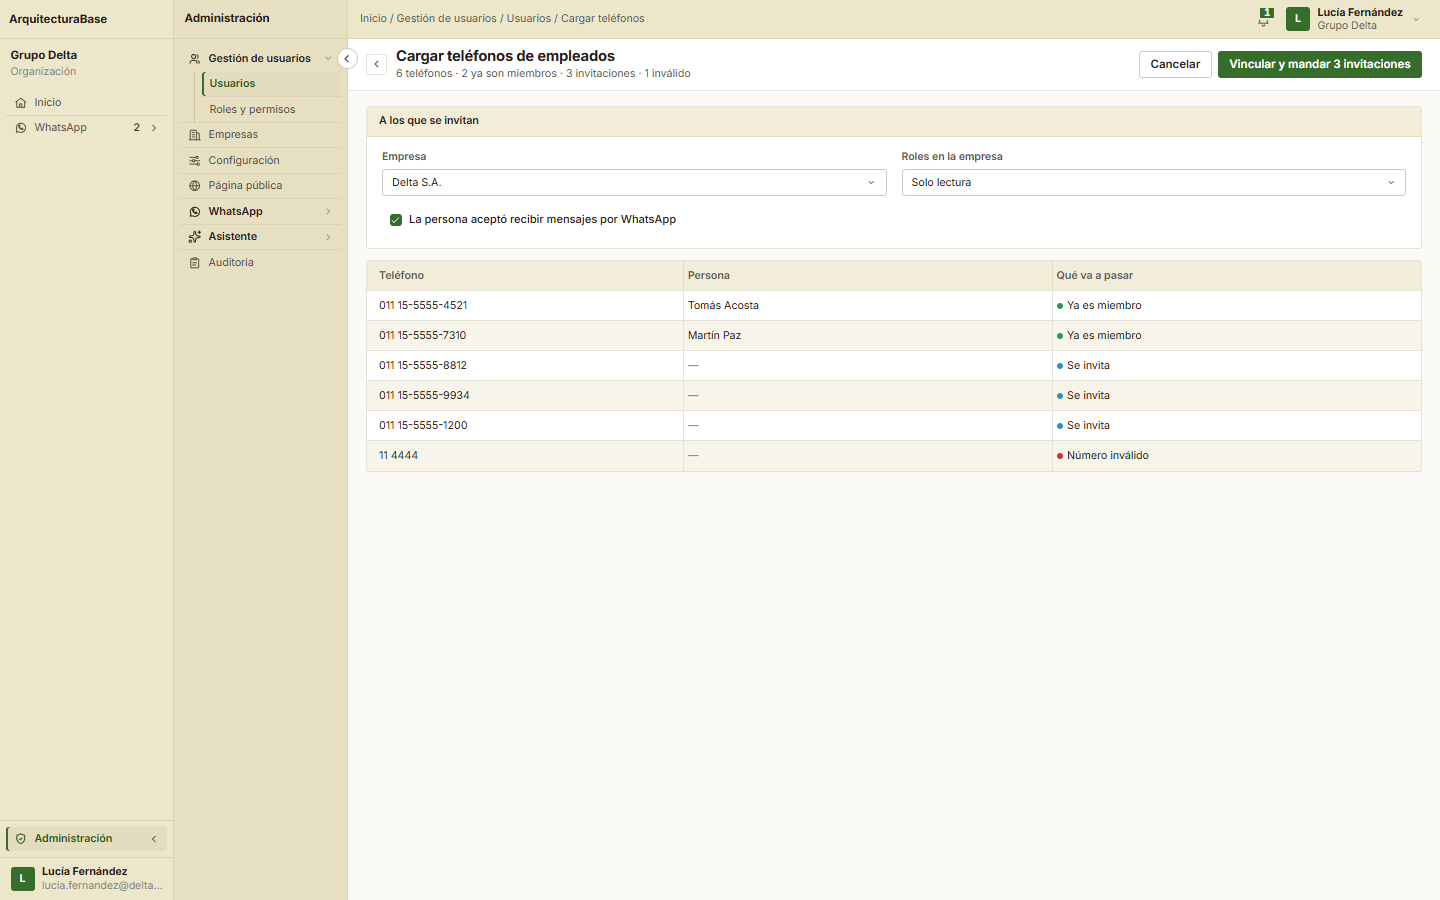 ArquitecturaBase
Grupo Delta
Organización
Inicio
WhatsApp 2
Administración
Lucía Fernández
lucia.fernandez@delta...
Administración
Gestión de usuarios
Usuarios
Roles y permisos
Empresas
Configuración
Página pública
WhatsApp
Asistente
Auditoría
Inicio / Gestión de usuarios / Usuarios / Cargar teléfonos
1
L
Lucía Fernández
Grupo Delta
Cargar teléfonos de empleados
6 teléfonos · 2 ya son miembros · 3 invitaciones · 1 inválido
Cancelar
Vincular y mandar 3 invitaciones
A los que se invitan
Empresa
Delta S.A.
Roles en la empresa
Solo lectura
La persona aceptó recibir mensajes por WhatsApp
Teléfono Persona Qué va a pasar
011 15-5555-4521 Tomás Acosta Ya es miembro
011 15-5555-7310 Martín Paz Ya es miembro
011 15-5555-8812 — Se invita
011 15-5555-9934 — Se invita
011 15-5555-1200 — Se invita
11 4444 — Número inválido
L